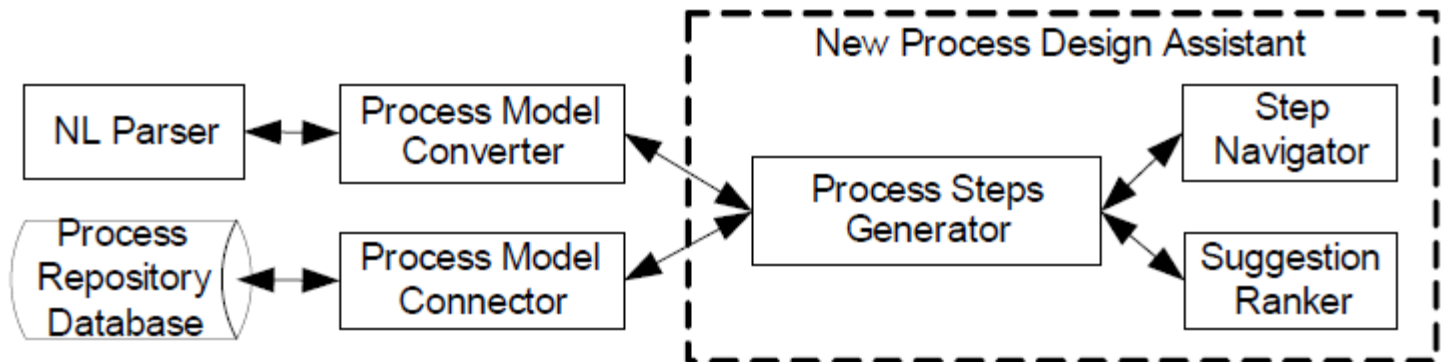 New Process Design Assistant
NL Parser
Process Model
Converter
Process Steps
Generator
Step
Navigator
Process
Repository
Database
Process Model
Connector
Suggestion
Ranker